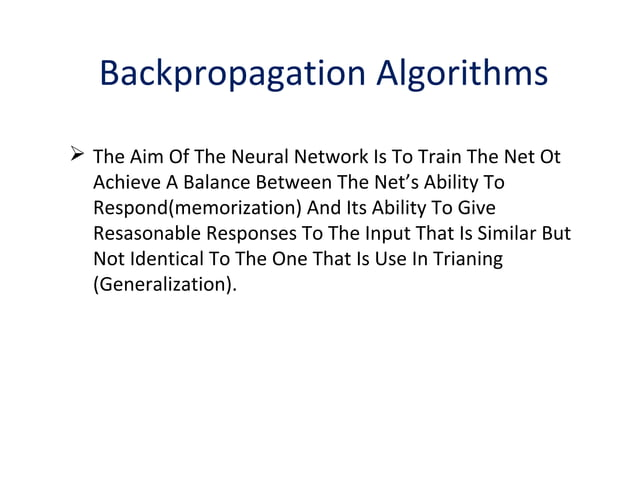 Backpropagation Algorithms
➢ The Aim Of The Neural Network Is To Train The Net Ot
Achieve A Balance Between The Net’s Ability To
Respond(memorization) And Its Ability To Give
Resasonable Responses To The Input That Is Similar But
Not Identical To The One That Is Use In Trianing
(Generalization).